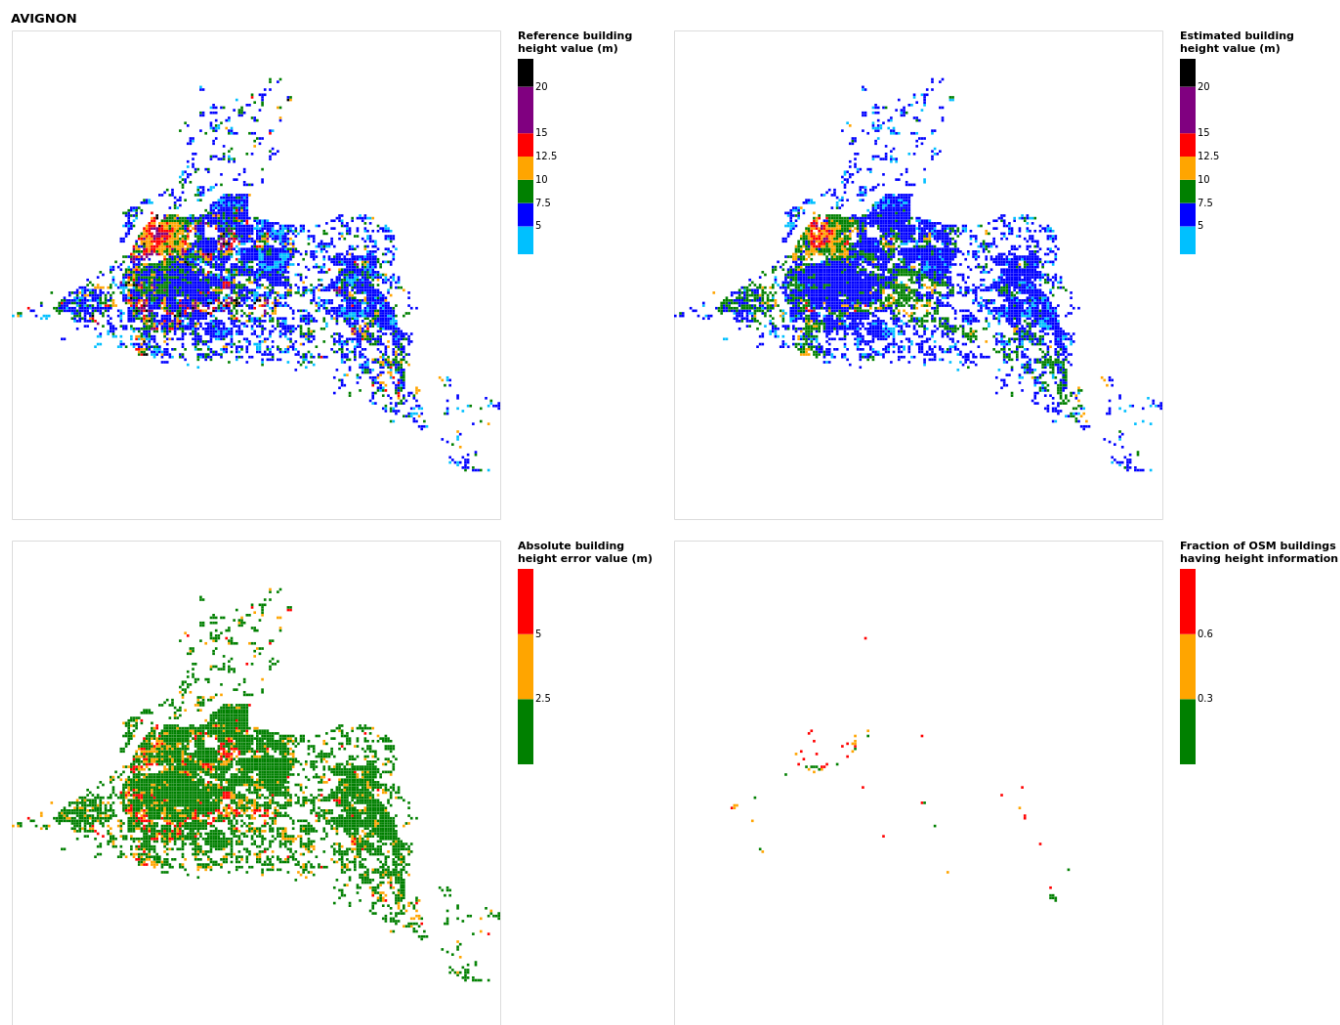 AVIGNON
Reference building
height value (m)
20
15
12.5
10
7.5
5
Estimated building
height value (m)
20
15
12.5
10
7.5
5
Absolute building
height error value (m)
5
2.5
Fraction of OSM buildings
having height information
0.6
0.3